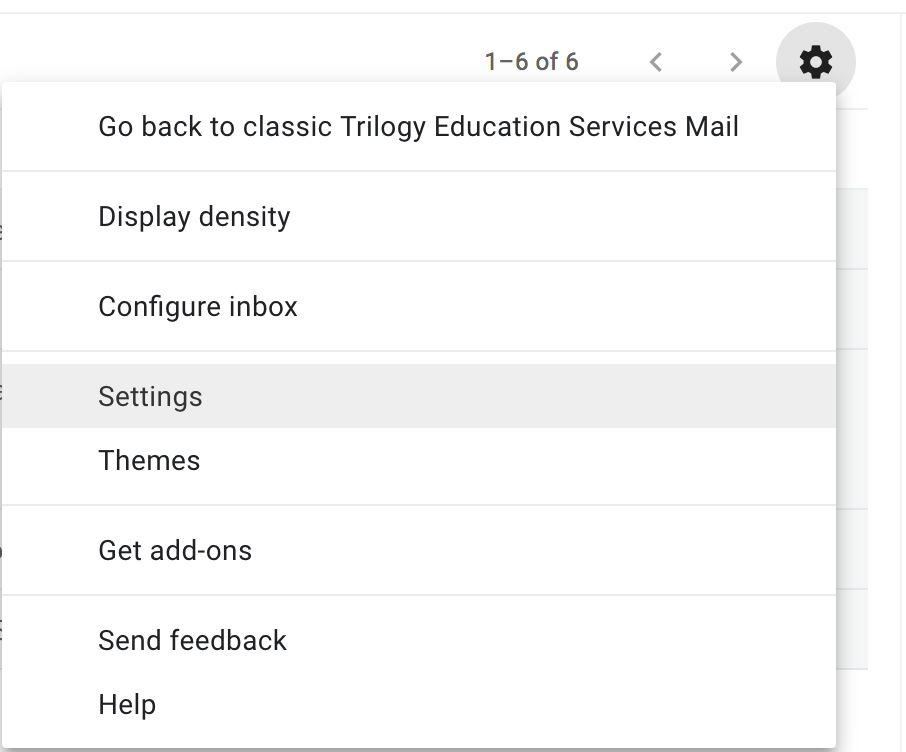 1–6 of 6
Go back to classic Trilogy Education Services Mail
Display density
Configure inbox
Settings
Themes
Get add-ons
Send feedback
Help